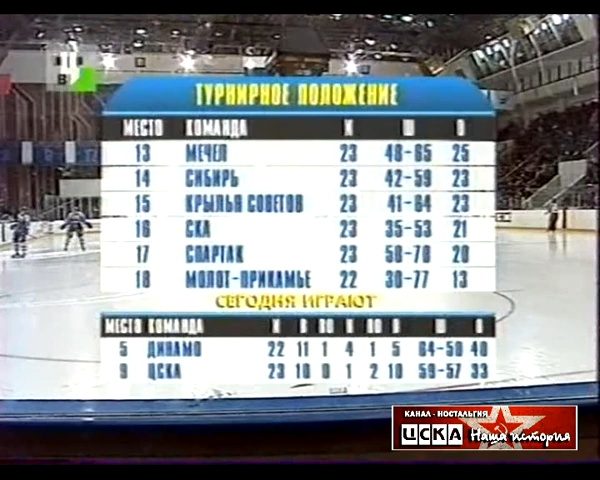 ТУРНИРНОЕ ПОЛОЖЕНИЕ
МЕСТО КОМАНДА И Ш О
13 МЕЧЕЛ 23 48-65 25
14 СИБИРЬ 23 42-59 23
15 КРЫЛЬЯ СОВЕТОВ 23 41-64 23
16 СКА 23 35-53 21
17 СПАРТАК 23 50-70 20
18 МОЛОТ-ПРИКАМЬЕ 22 30-77 13
СЕГОДНЯ ИГРАЮТ
МЕСТО КОМАНДА И В ВО Н ПО П Ш О
5 ДИНАМО 22 11 1 4 1 5 64-50 40
9 ЦСКА 23 10 0 1 2 10 59-57 33
КАНАЛ - НОСТАЛЬГИЯ
ЦСКА Наша история